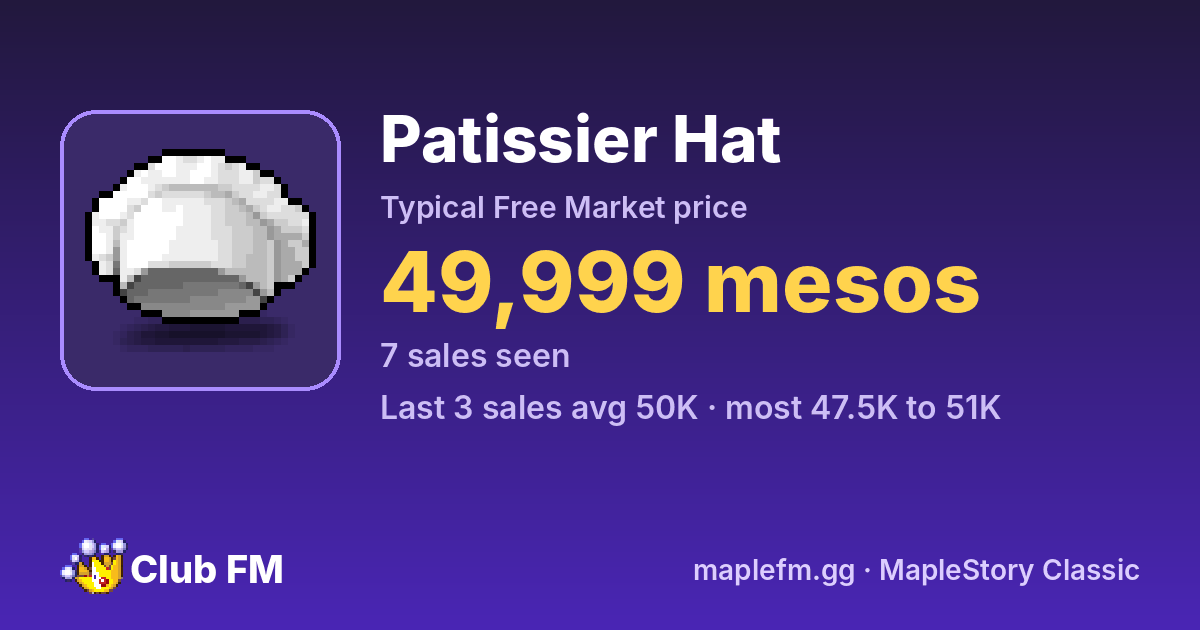 Patissier Hat
Typical Free Market price
49,999 mesos
7 sales seen
Last 3 sales avg 50K · most 47.5K to 51K
Club FM
maplefm.gg · MapleStory Classic